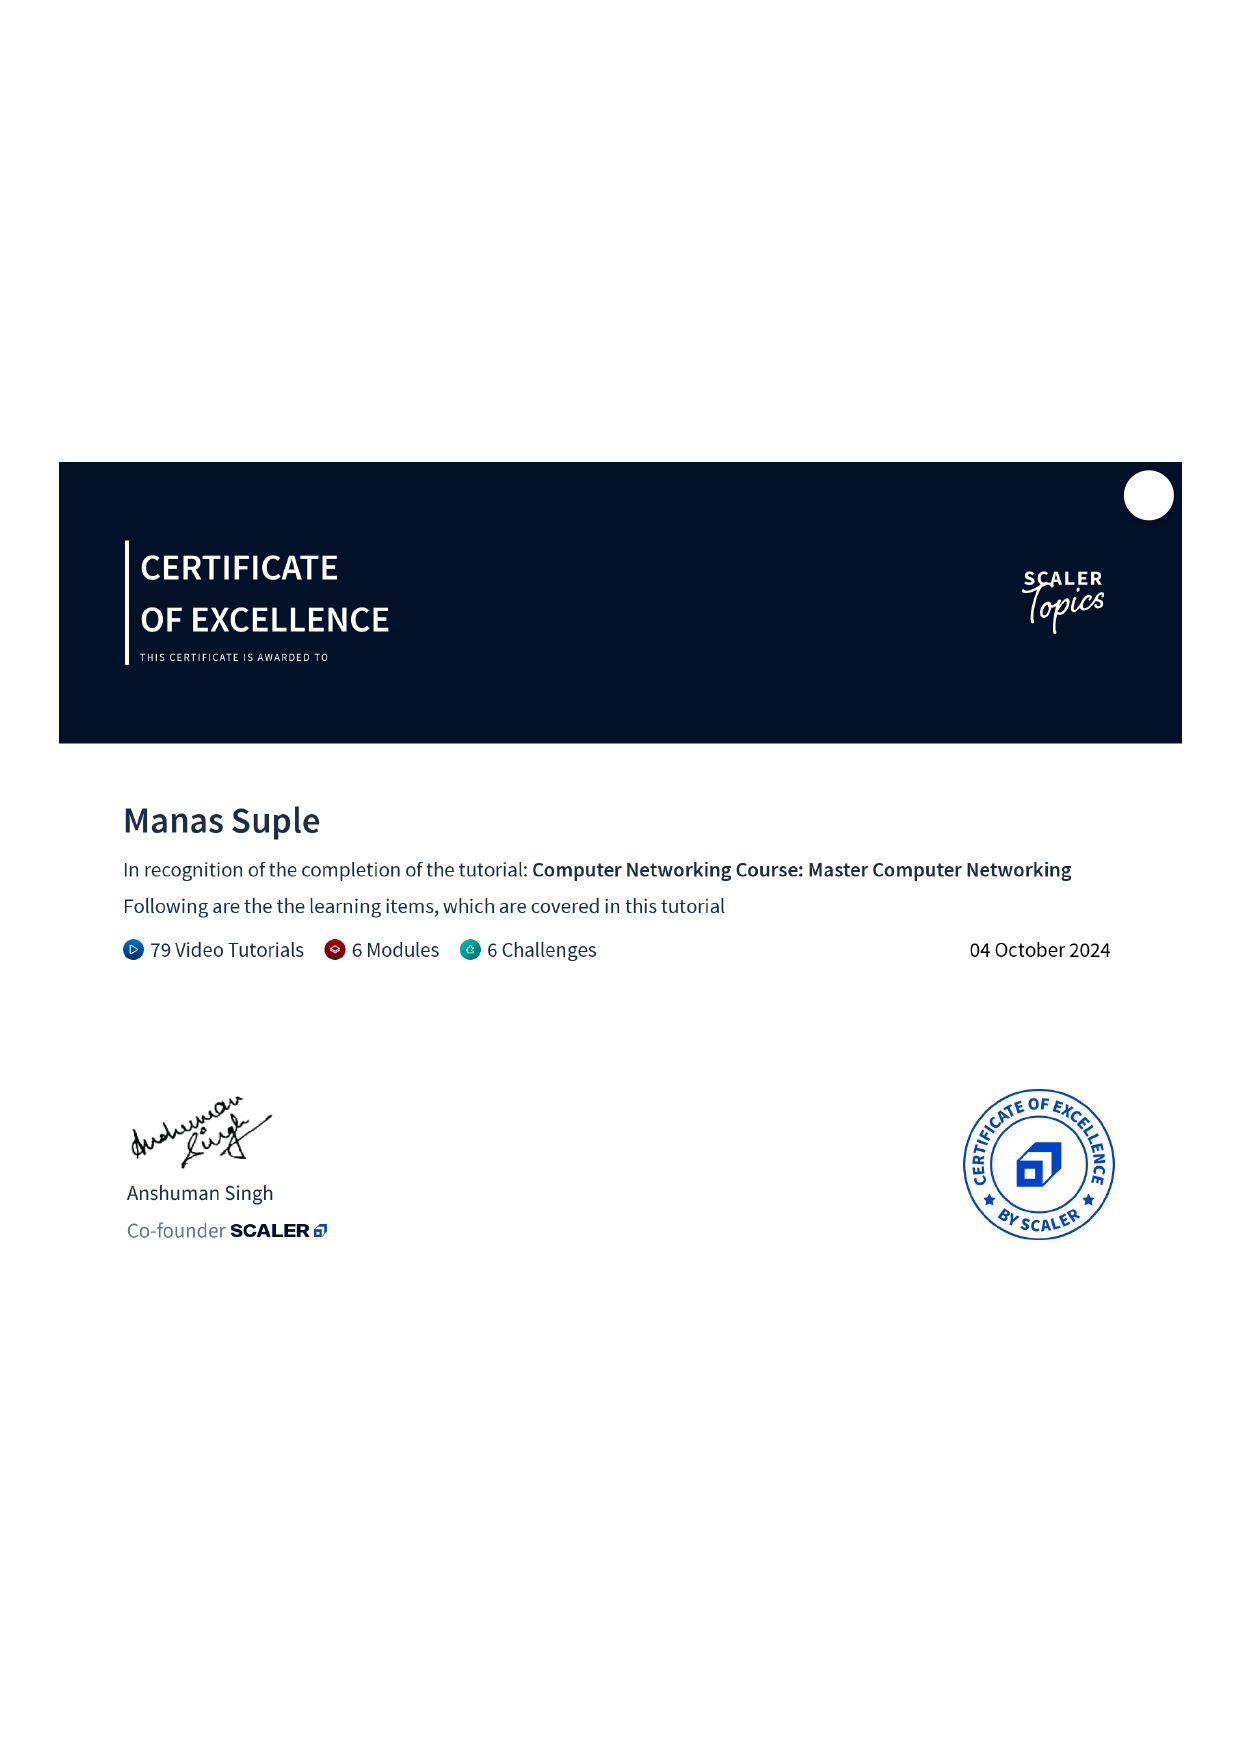 CERTIFICATE
OF EXCELLENCE
THIS CERTIFICATE IS AWARDED TO
SCALER
Topics
Manas Suple
In recognition of the completion of the tutorial: Computer Networking Course: Master Computer Networking
Following are the the learning items, which are covered in this tutorial
79 Video Tutorials 6 Modules 6 Challenges 04 October 2024
Anshuman
Singh
Anshuman Singh
Co-founder SCALER
CERTIFICATE OF EXCELLENCE
BY SCALER